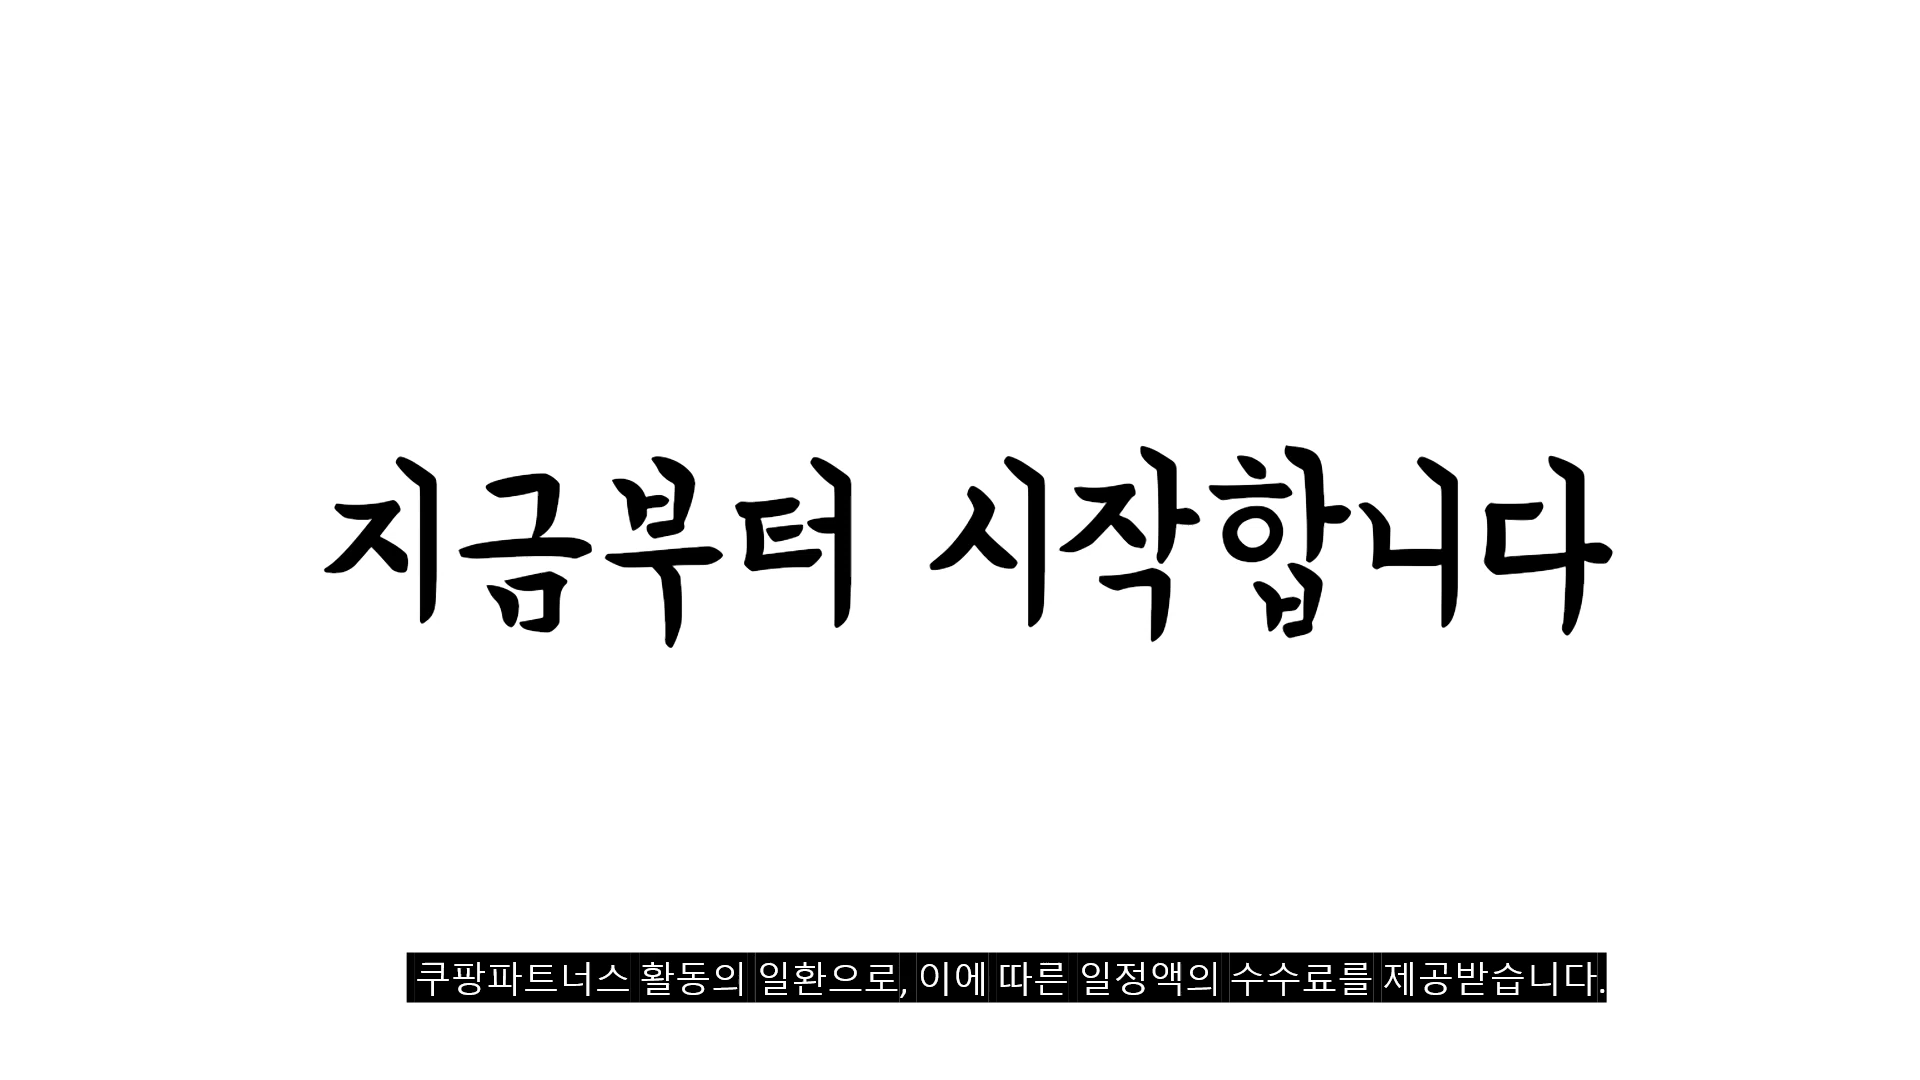 지금부터 시작합니다
쿠팡파트너스 활동의 일환으로, 이에 따른 일정액의 수수료를 제공받습니다.